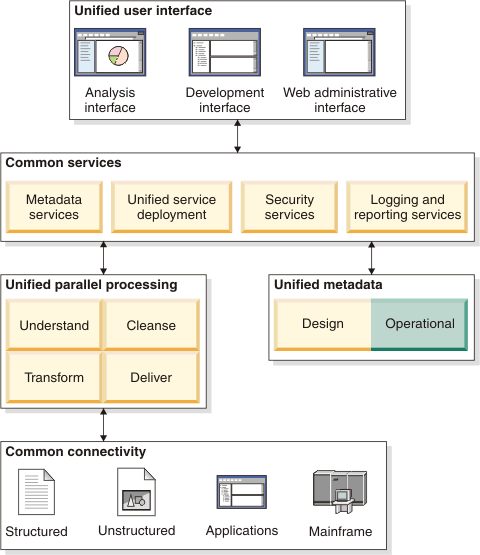 Unified user interface
Analysis
interface
Development
interface
Web administrative
interface
Common services
Metadata
services
Unified service
deployment
Security
services
Logging and
reporting services
Unified parallel processing
Understand
Cleanse
Transform
Deliver
Unified metadata
Design
Operational
Common connectivity
Structured
Unstructured
Applications
Mainframe